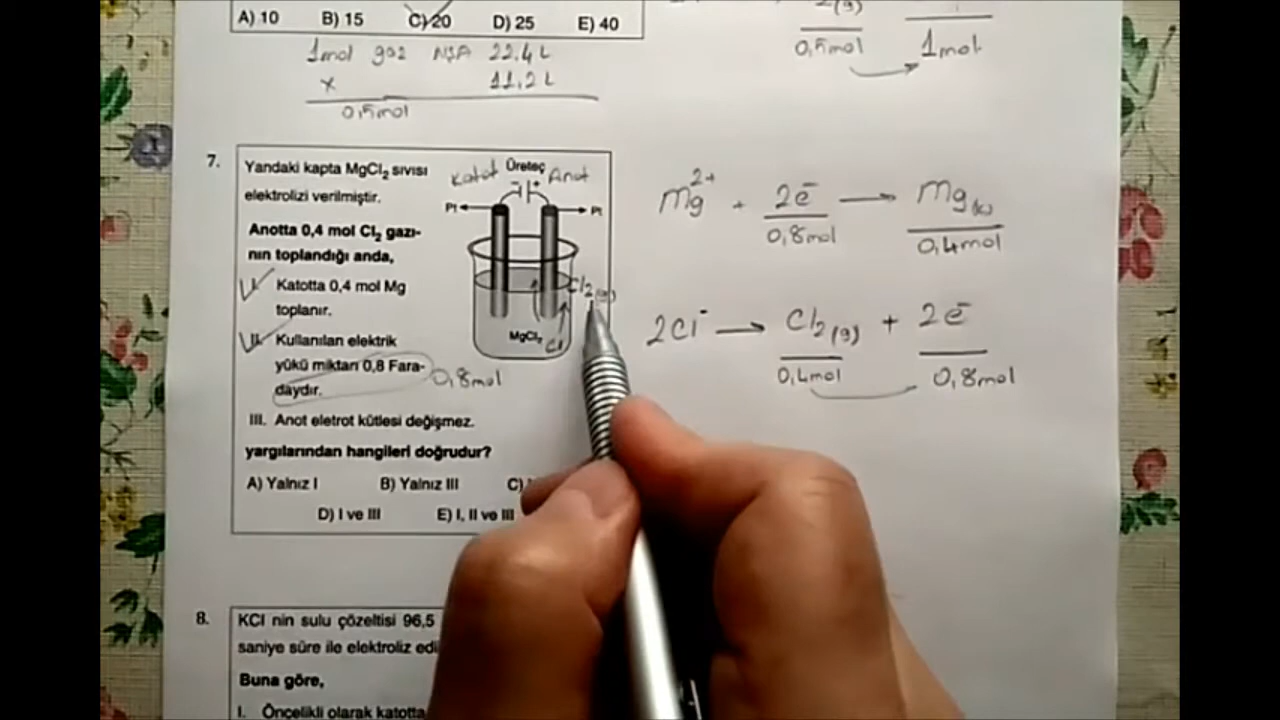 A) 10 B) 15 C) 20 D) 25 E) 40
1mol gaz NŞA 22,4 L
x 11,2 L
0,5mol
2(g)
0,5mol 1mol
7. Yandaki kapta MgCl₂ sıvısı
elektrolizi verilmiştir.
Anotta 0,4 mol Cl₂ gazı-
nın toplandığı anda,
I. Katotta 0,4 mol Mg
toplanır.
II. Kullanılan elektrik
yükü miktarı 0,8 Fara-
daydır.
0,8mol
III. Anot eletrot kütlesi değişmez.
yargılarından hangileri doğrudur?
A) Yalnız I B) Yalnız III C)
D) I ve III E) I, II ve III
Katot Üreteç Anot
- +
Pt Pt
Cl₂(g)
MgCl₂ Cl⁻
Mg²⁺ + 2e⁻ → Mg(k)
0,8mol 0,4mol
2Cl⁻ → Cl₂(g) + 2e⁻
0,4mol 0,8mol
8. KCl nin sulu çözeltisi 96,5
saniye süre ile elektroliz edi
Buna göre,
I. Öncelikli olarak katotta